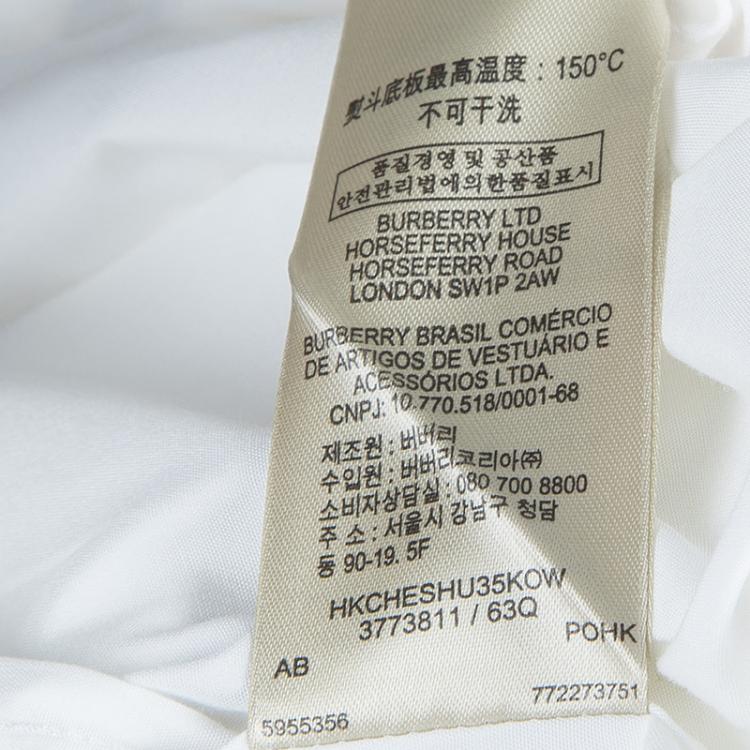 熨斗底板最高温度：150°C
不可干洗
품질경영 및 공산품
안전관리법에의한품질표시
BURBERRY LTD
HORSEFERRY HOUSE
HORSEFERRY ROAD
LONDON SW1P 2AW
BURBERRY BRASIL COMÉRCIO
DE ARTIGOS DE VESTUÁRIO E
ACESSÓRIOS LTDA.
CNPJ: 10.770.518/0001-68
제조원 : 버버리
수입원 : 버버리코리아㈜
소비자상담실 : 080 700 8800
주 소 : 서울시 강남구 청담
동 90-19. 5F
HKCHESHU35KOW
3773811 / 63Q
POHK
AB
772273751
5955356